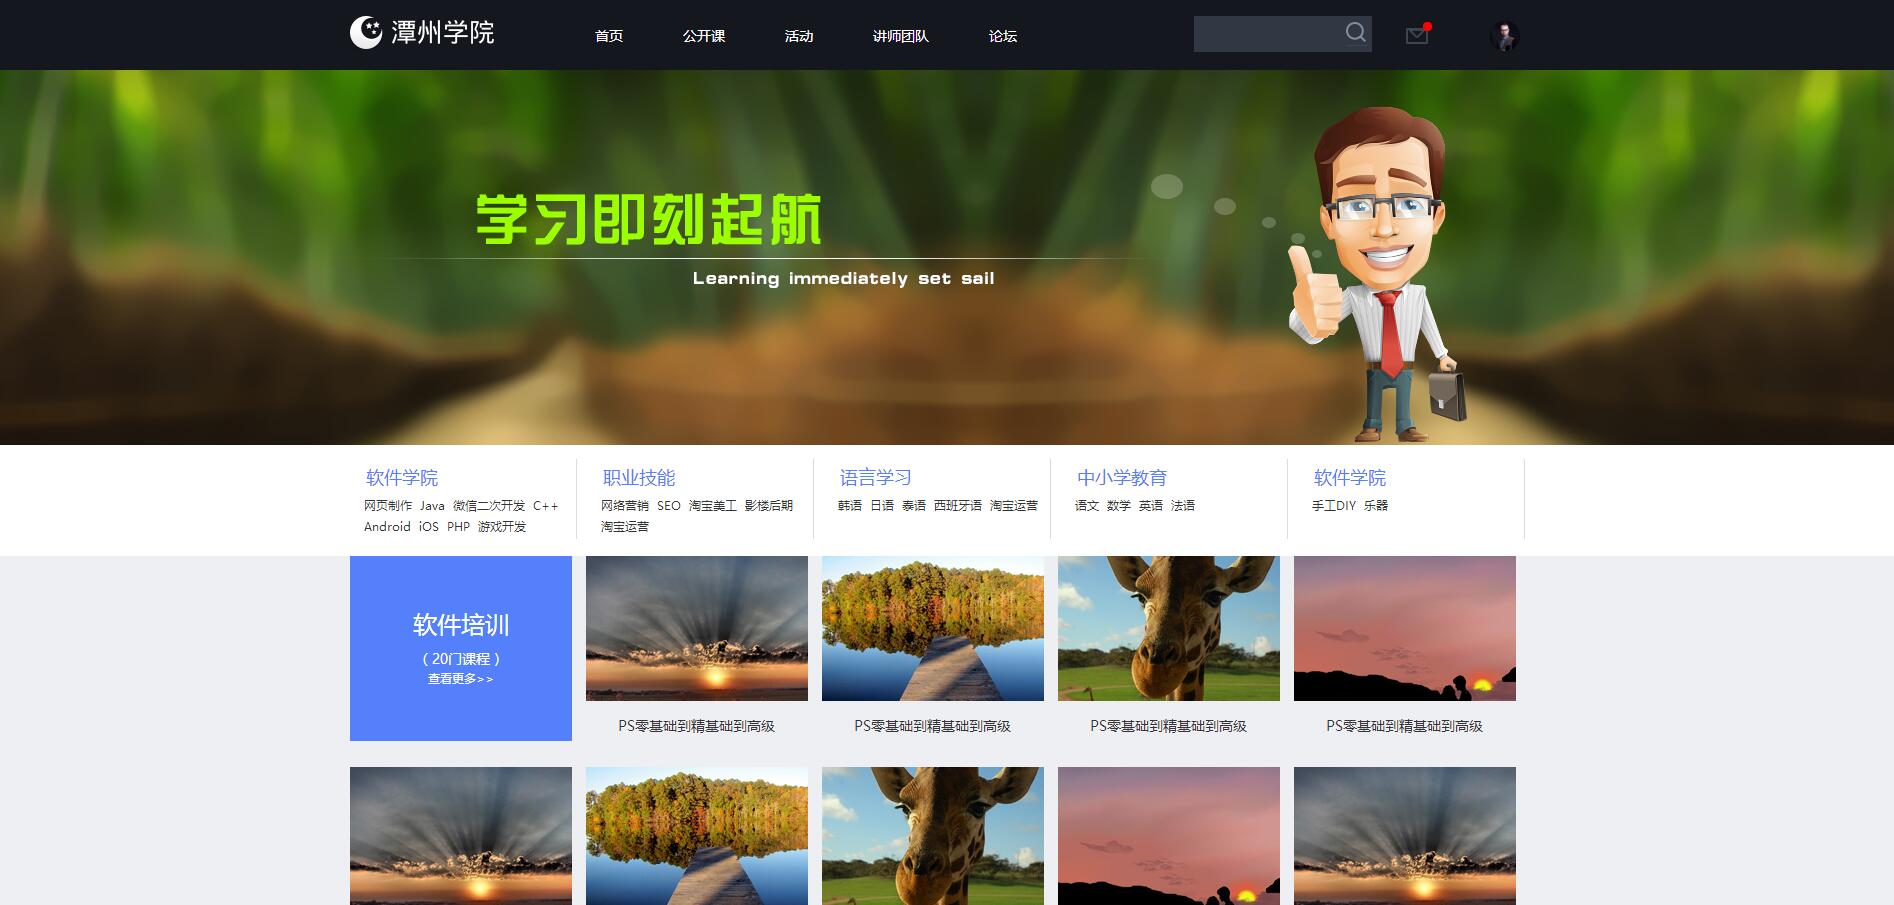 潭州学院
首页 公开课 活动 讲师团队 论坛
学习即刻起航
Learning immediately set sail
软件学院
网页制作 Java 微信二次开发 C++
Android iOS PHP 游戏开发
职业技能
网络营销 SEO 淘宝美工 影楼后期
淘宝运营
语言学习
韩语 日语 泰语 西班牙语 淘宝运营
中小学教育
语文 数学 英语 法语
软件学院
手工DIY 乐器
软件培训
（20门课程）
查看更多>>
PS零基础到精基础到高级
PS零基础到精基础到高级
PS零基础到精基础到高级
PS零基础到精基础到高级